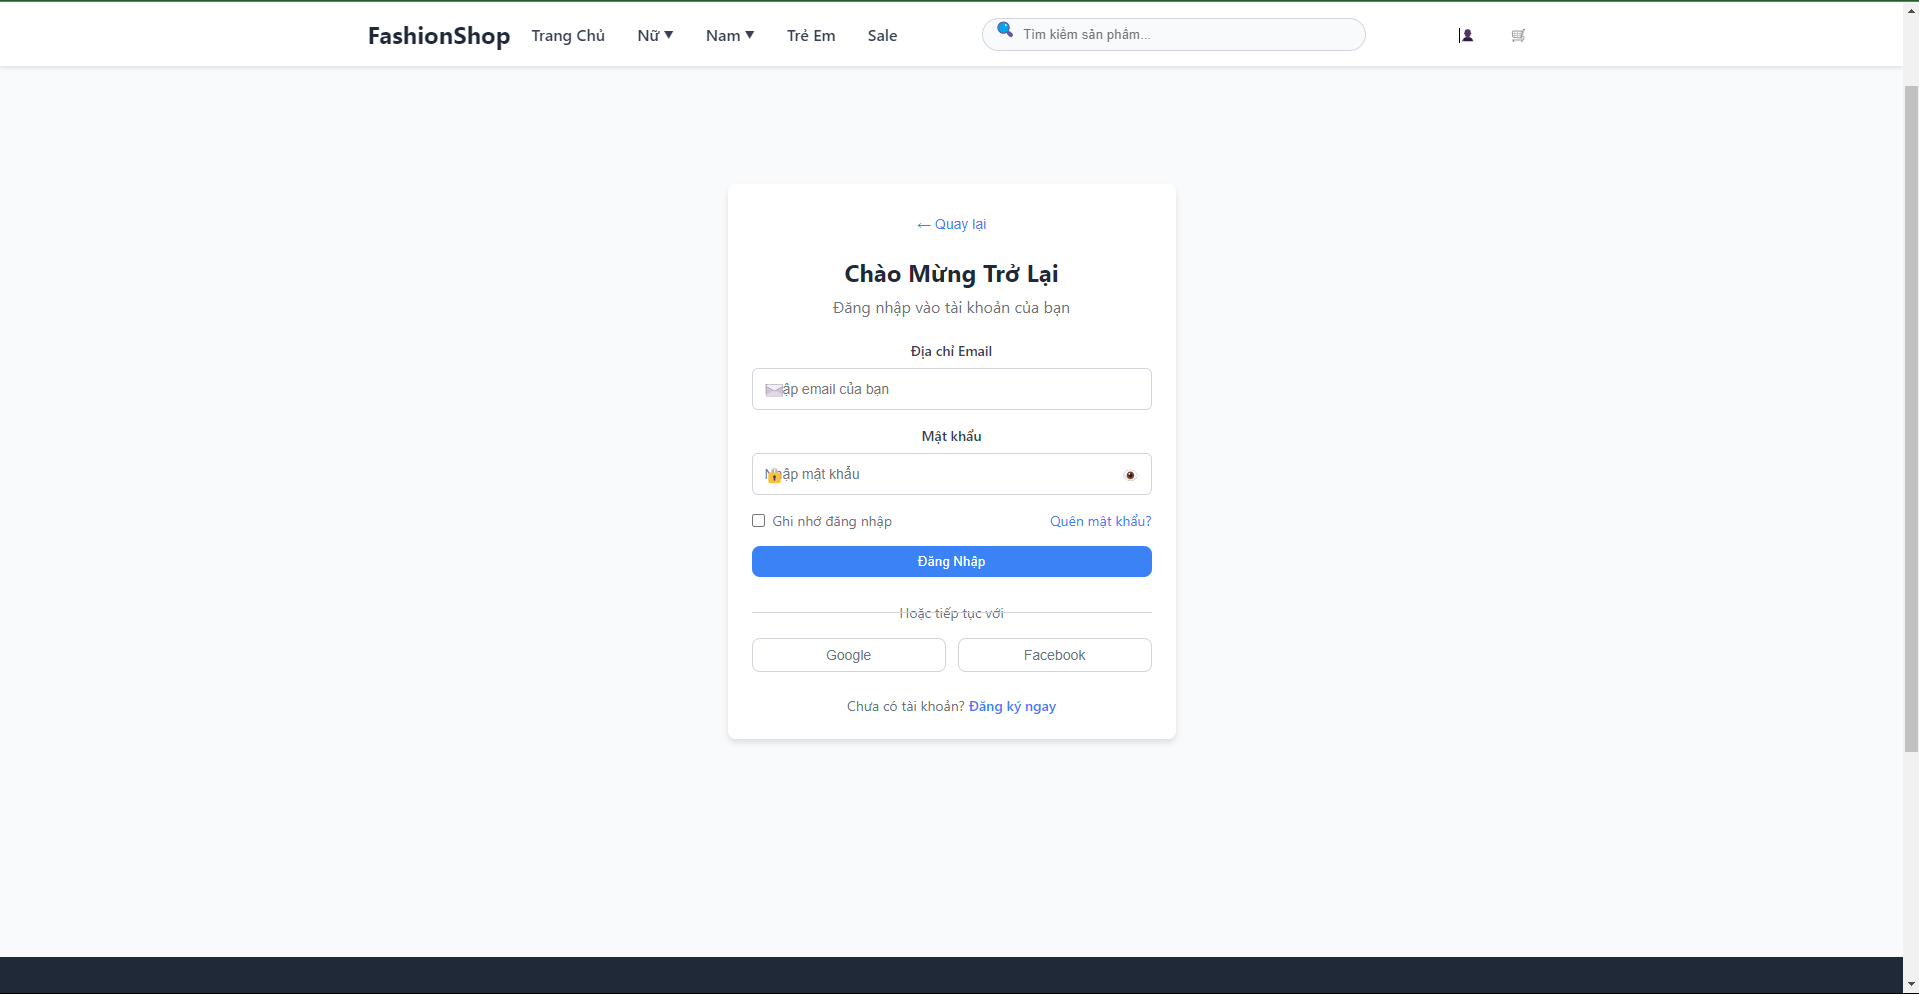 FashionShop Trang Chủ Nữ ▼ Nam ▼ Trẻ Em Sale Tìm kiếm sản phẩm...
← Quay lại
Chào Mừng Trở Lại
Đăng nhập vào tài khoản của bạn
Địa chỉ Email
email của bạn
Mật khẩu
Nhập mật khẩu
Ghi nhớ đăng nhập Quên mật khẩu?
Đăng Nhập
Hoặc tiếp tục với
Google Facebook
Chưa có tài khoản? Đăng ký ngay